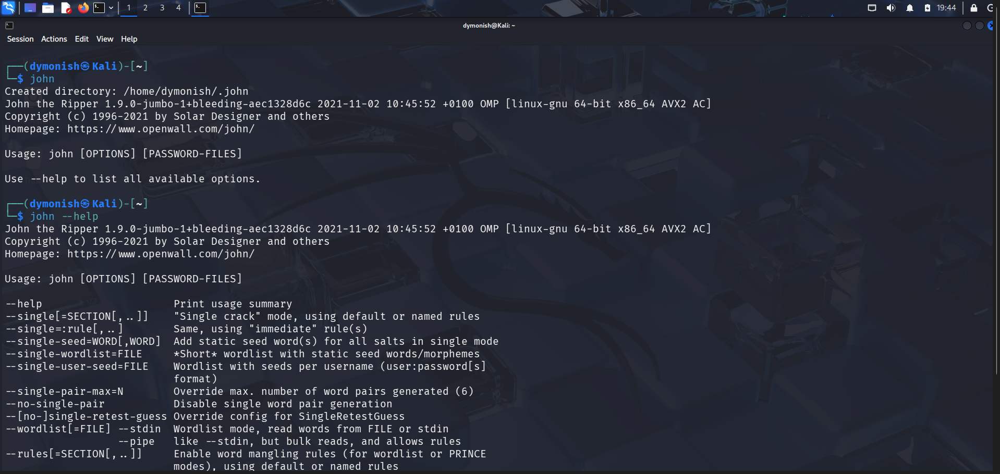 1 2 3 4
19:44
dymonish@Kali: ~
Session Actions Edit View Help
(dymonish㉿Kali)-[~]
$ john
Created directory: /home/dymonish/.john
John the Ripper 1.9.0-jumbo-1+bleeding-aec1328d6c 2021-11-02 10:45:52 +0100 OMP [linux-gnu 64-bit x86_64 AVX2 AC]
Copyright (c) 1996-2021 by Solar Designer and others
Homepage: https://www.openwall.com/john/
Usage: john [OPTIONS] [PASSWORD-FILES]
Use --help to list all available options.
(dymonish㉿Kali)-[~]
$ john --help
John the Ripper 1.9.0-jumbo-1+bleeding-aec1328d6c 2021-11-02 10:45:52 +0100 OMP [linux-gnu 64-bit x86_64 AVX2 AC]
Copyright (c) 1996-2021 by Solar Designer and others
Homepage: https://www.openwall.com/john/
Usage: john [OPTIONS] [PASSWORD-FILES]
--help Print usage summary
--single[=SECTION[,..]] "Single crack" mode, using default or named rules
--single=:rule[,..] Same, using "immediate" rule(s)
--single-seed=WORD[,WORD] Add static seed word(s) for all salts in single mode
--single-wordlist=FILE *Short* wordlist with static seed words/morphemes
--single-user-seed=FILE Wordlist with seeds per username (user:password[s]
format)
--single-pair-max=N Override max. number of word pairs generated (6)
--no-single-pair Disable single word pair generation
--[no-]single-retest-guess Override config for SingleRetestGuess
--wordlist[=FILE] --stdin Wordlist mode, read words from FILE or stdin
--pipe like --stdin, but bulk reads, and allows rules
--rules[=SECTION[,..]] Enable word mangling rules (for wordlist or PRINCE
modes), using default or named rules